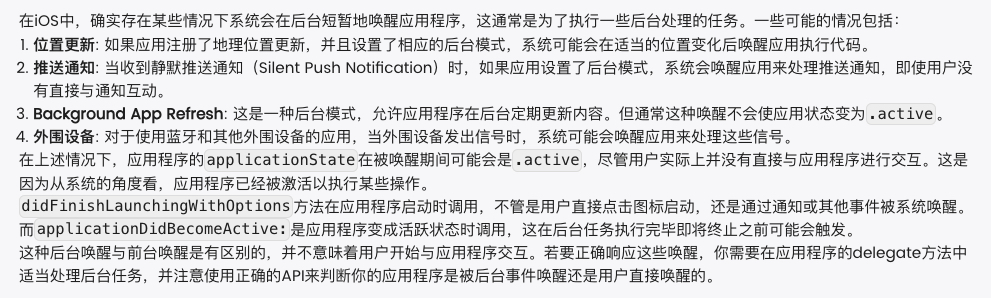 在iOS中，确实存在某些情况下系统会在后台短暂地唤醒应用程序，这通常是为了执行一些后台处理的任务。一些可能的情况包括：
1. 位置更新: 如果应用注册了地理位置更新，并且设置了相应的后台模式，系统可能会在适当的位置变化后唤醒应用执行代码。
2. 推送通知: 当收到静默推送通知（Silent Push Notification）时，如果应用设置了后台模式，系统会唤醒应用来处理推送通知，即使用户没
有直接与通知互动。
3. Background App Refresh: 这是一种后台模式，允许应用程序在后台定期更新内容。但通常这种唤醒不会使应用状态变为 .active 。
4. 外围设备: 对于使用蓝牙和其他外围设备的应用，当外围设备发出信号时，系统可能会唤醒应用来处理这些信号。
在上述情况下，应用程序的 applicationState 在被唤醒期间可能会是 .active ，尽管用户实际上并没有直接与应用程序进行交互。这是
因为从系统的角度看，应用程序已经被激活以执行某些操作。
didFinishLaunchingWithOptions 方法在应用程序启动时调用，不管是用户直接点击图标启动，还是通过通知或其他事件被系统唤醒。
而 applicationDidBecomeActive: 是应用程序变成活跃状态时调用，这在后台任务执行完毕即将终止之前可能会触发。
这种后台唤醒与前台唤醒是有区别的，并不意味着用户开始与应用程序交互。若要正确响应这些唤醒，你需要在应用程序的delegate方法中
适当处理后台任务，并注意使用正确的API来判断你的应用程序是被后台事件唤醒还是用户直接唤醒的。